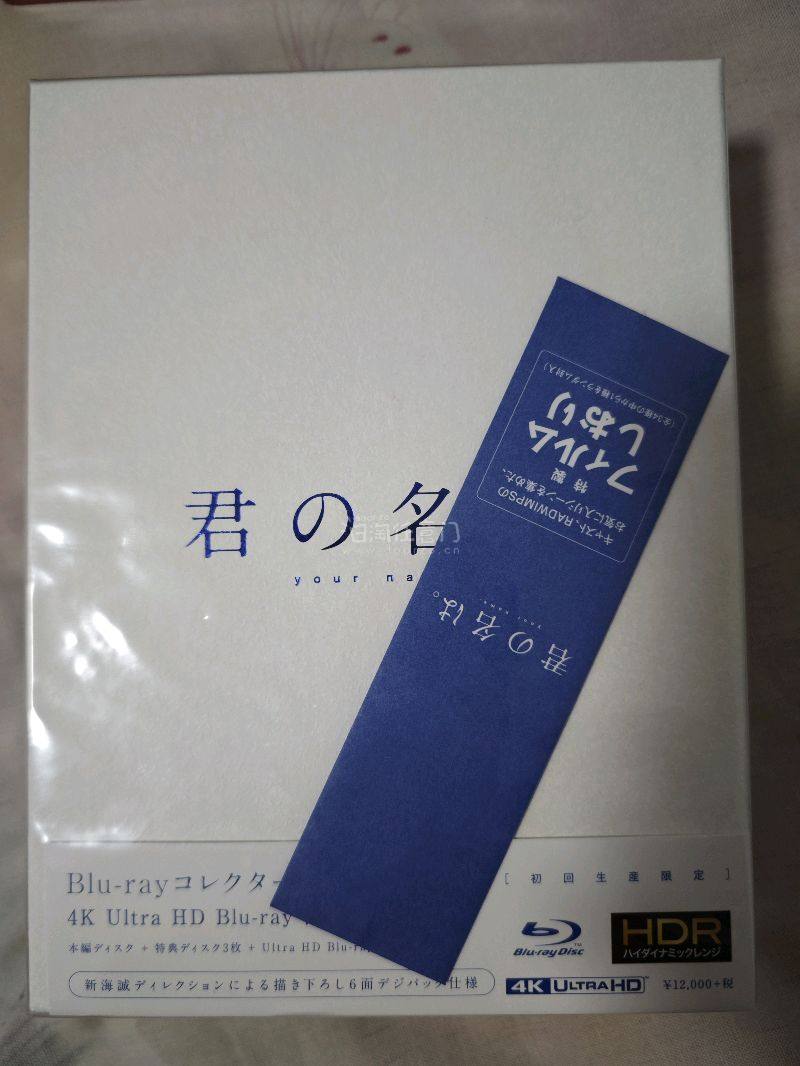 君の名
your na
Blu-rayコレクター
[初回生産限定]
4K Ultra HD Blu-ray
本編ディスク + 特典ディスク3枚 + Ultra HD Blu-
新海誠ディレクションによる描き下ろし6面デジパック仕様
Blu-ray Disc™
HDR
ハイダイナミックレンジ
4K ULTRA HD™
¥12,000+税
キャスト、RADWIMPSの
お気に入りシーンを集めた、
特製
フィルム
しおり
(全34種の中から1種をランダム封入)
君の名は。
your name.